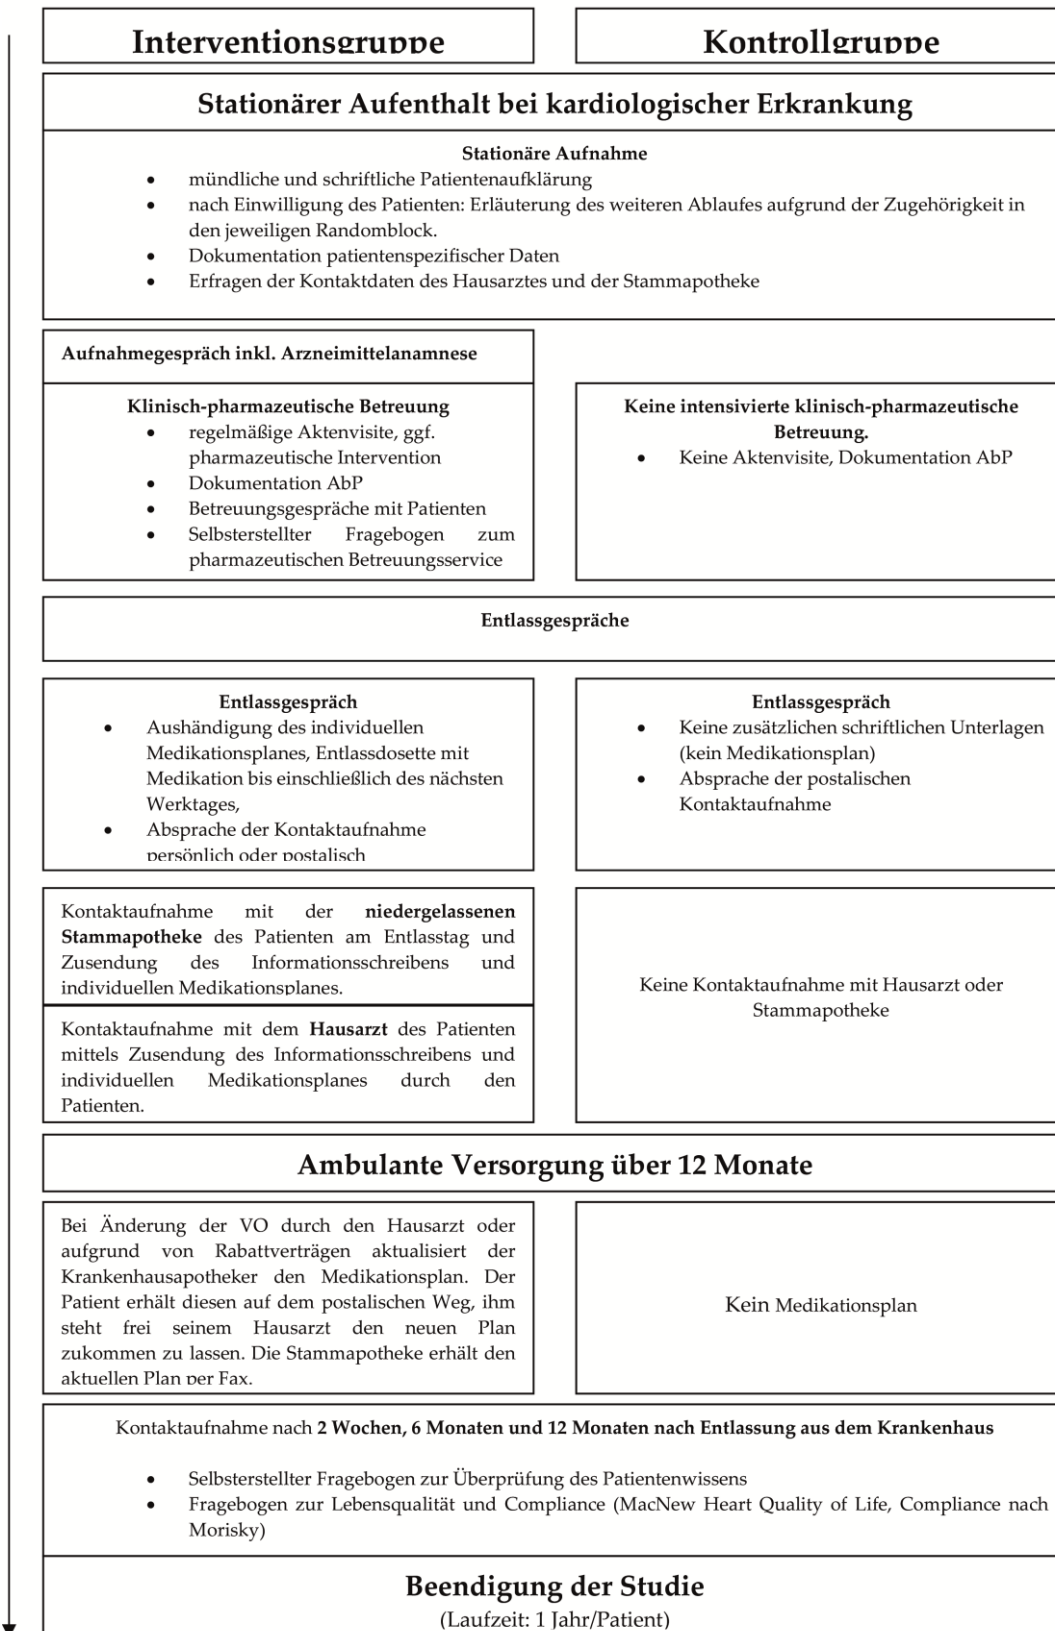 Interventionsgruppe
Kontrollgruppe
Stationärer Aufenthalt bei kardiologischer Erkrankung
Stationäre Aufnahme
• mündliche und schriftliche Patientenaufklärung
• nach Einwilligung des Patienten: Erläuterung des weiteren Ablaufes aufgrund der Zugehörigkeit in
den jeweiligen Randomblock.
• Dokumentation patientenspezifischer Daten
• Erfragen der Kontaktdaten des Hausarztes und der Stammapotheke
Aufnahmegespräch inkl. Arzneimittelanamnese
Klinisch-pharmazeutische Betreuung
• regelmäßige Aktenvisite, ggf.
pharmazeutische Intervention
• Dokumentation AbP
• Betreuungsgespräche mit Patienten
• Selbsterstellter Fragebogen zum
pharmazeutischen Betreuungsservice
Keine intensivierte klinisch-pharmazeutische
Betreuung.
• Keine Aktenvisite, Dokumentation AbP
Entlassgespräche
Entlassgespräch
• Aushändigung des individuellen
Medikationsplanes, Entlassdosette mit
Medikation bis einschließlich des nächsten
Werktages,
• Absprache der Kontaktaufnahme
persönlich oder postalisch
Entlassgespräch
• Keine zusätzlichen schriftlichen Unterlagen
(kein Medikationsplan)
• Absprache der postalischen
Kontaktaufnahme
Kontaktaufnahme mit der niedergelassenen
Stammapotheke des Patienten am Entlasstag und
Zusendung des Informationsschreibens und
individuellen Medikationsplanes.
Kontaktaufnahme mit dem Hausarzt des Patienten
mittels Zusendung des Informationsschreibens und
individuellen Medikationsplanes durch den
Patienten.
Keine Kontaktaufnahme mit Hausarzt oder
Stammapotheke
Ambulante Versorgung über 12 Monate
Bei Änderung der VO durch den Hausarzt oder
aufgrund von Rabattverträgen aktualisiert der
Krankenhausapotheker den Medikationsplan. Der
Patient erhält diesen auf dem postalischen Weg, ihm
steht frei seinem Hausarzt den neuen Plan
zukommen zu lassen. Die Stammapotheke erhält den
aktuellen Plan per Fax.
Kein Medikationsplan
Kontaktaufnahme nach 2 Wochen, 6 Monaten und 12 Monaten nach Entlassung aus dem Krankenhaus
• Selbsterstellter Fragebogen zur Überprüfung des Patientenwissens
• Fragebogen zur Lebensqualität und Compliance (MacNew Heart Quality of Life, Compliance nach
Morisky)
Beendigung der Studie
(Laufzeit: 1 Jahr/Patient)